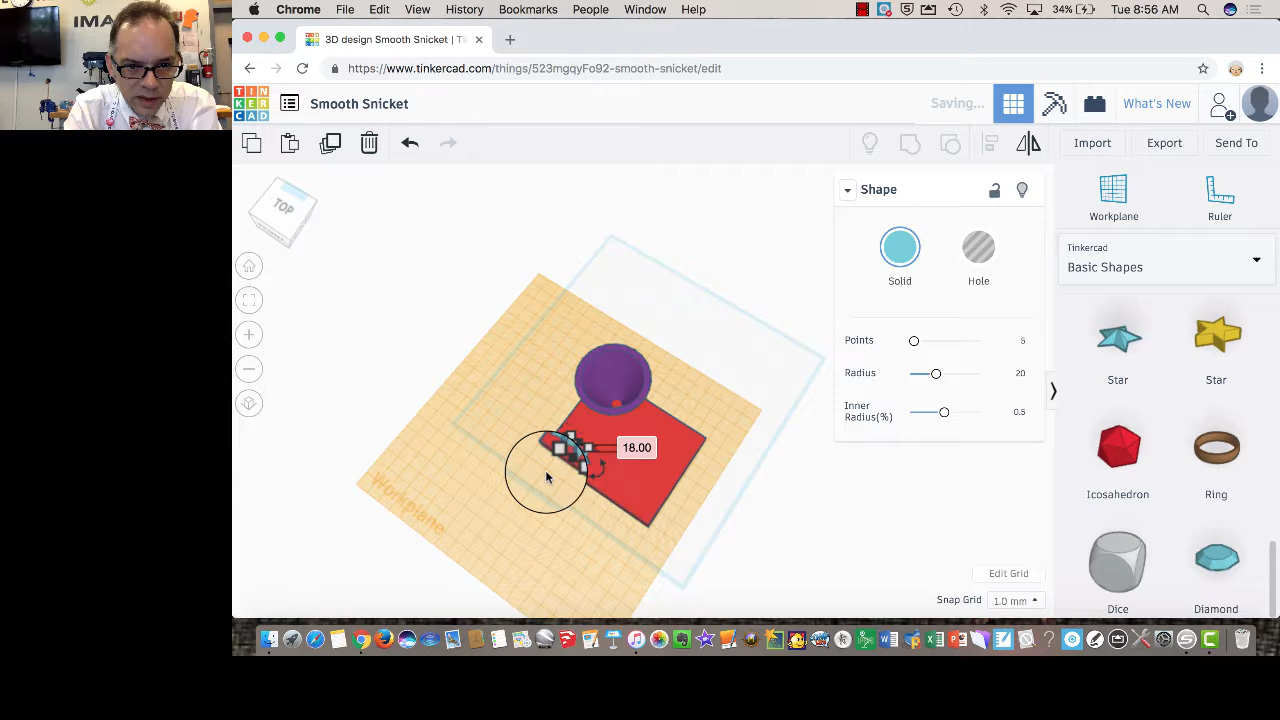 Chrome File Edit View History Bookmarks People Window Help 34% Tue 8:56 AM
IMA
3D design Smooth Snicket | Ti
https://www.tinkercad.com/things/523mgqyFo92-smooth-snicket/edit
TIN
KER
CAD
Smooth Snicket
Saving...
What's New
Import Export Send To
TOP
Shape
Solid Hole
Points 5
Radius 20
Inner
Radius(%) 0.5
Workplane Ruler
Tinkercad
Basic Shapes
Star Star
18.00
Workplane
Icosahedron Ring
Edit Grid
Snap Grid 1.0 mm
Dice Diamond